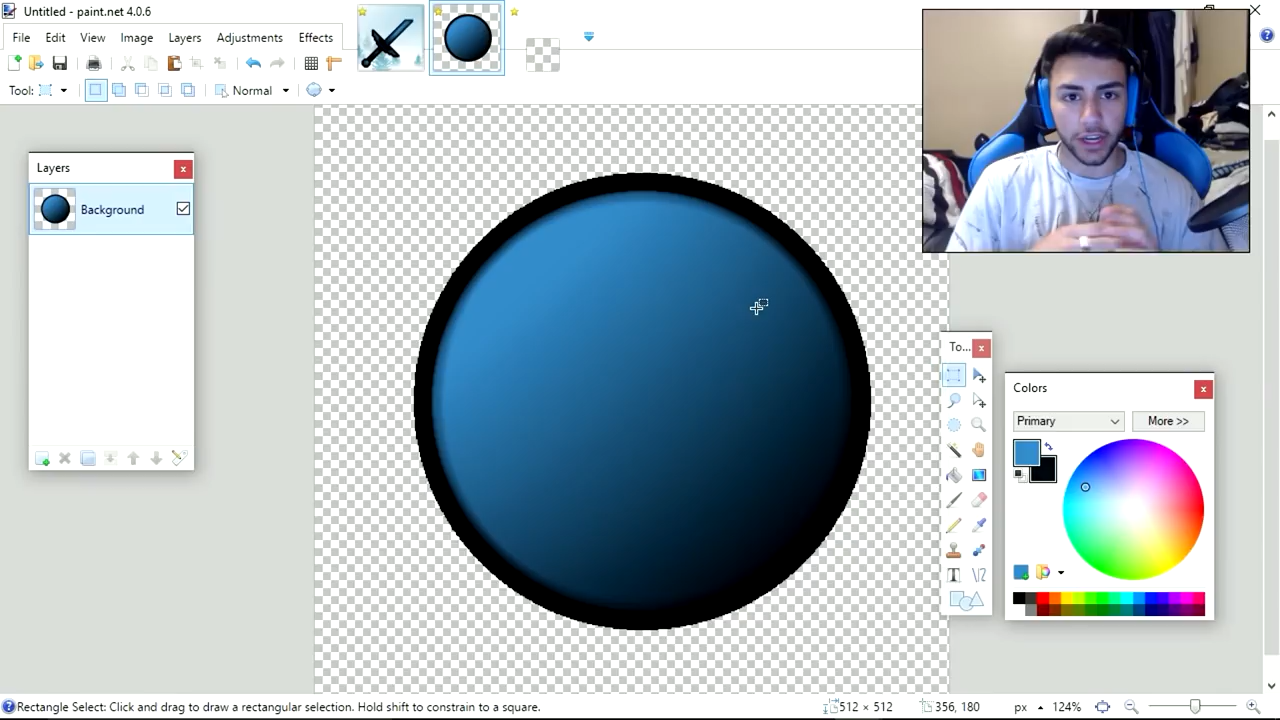 Untitled - paint.net 4.0.6
File Edit View Image Layers Adjustments Effects
Tool: Normal
Layers
Background
To...
Colors
Primary More >>
Rectangle Select: Click and drag to draw a rectangular selection. Hold shift to constrain to a square. 512 × 512 356, 180 px 124%